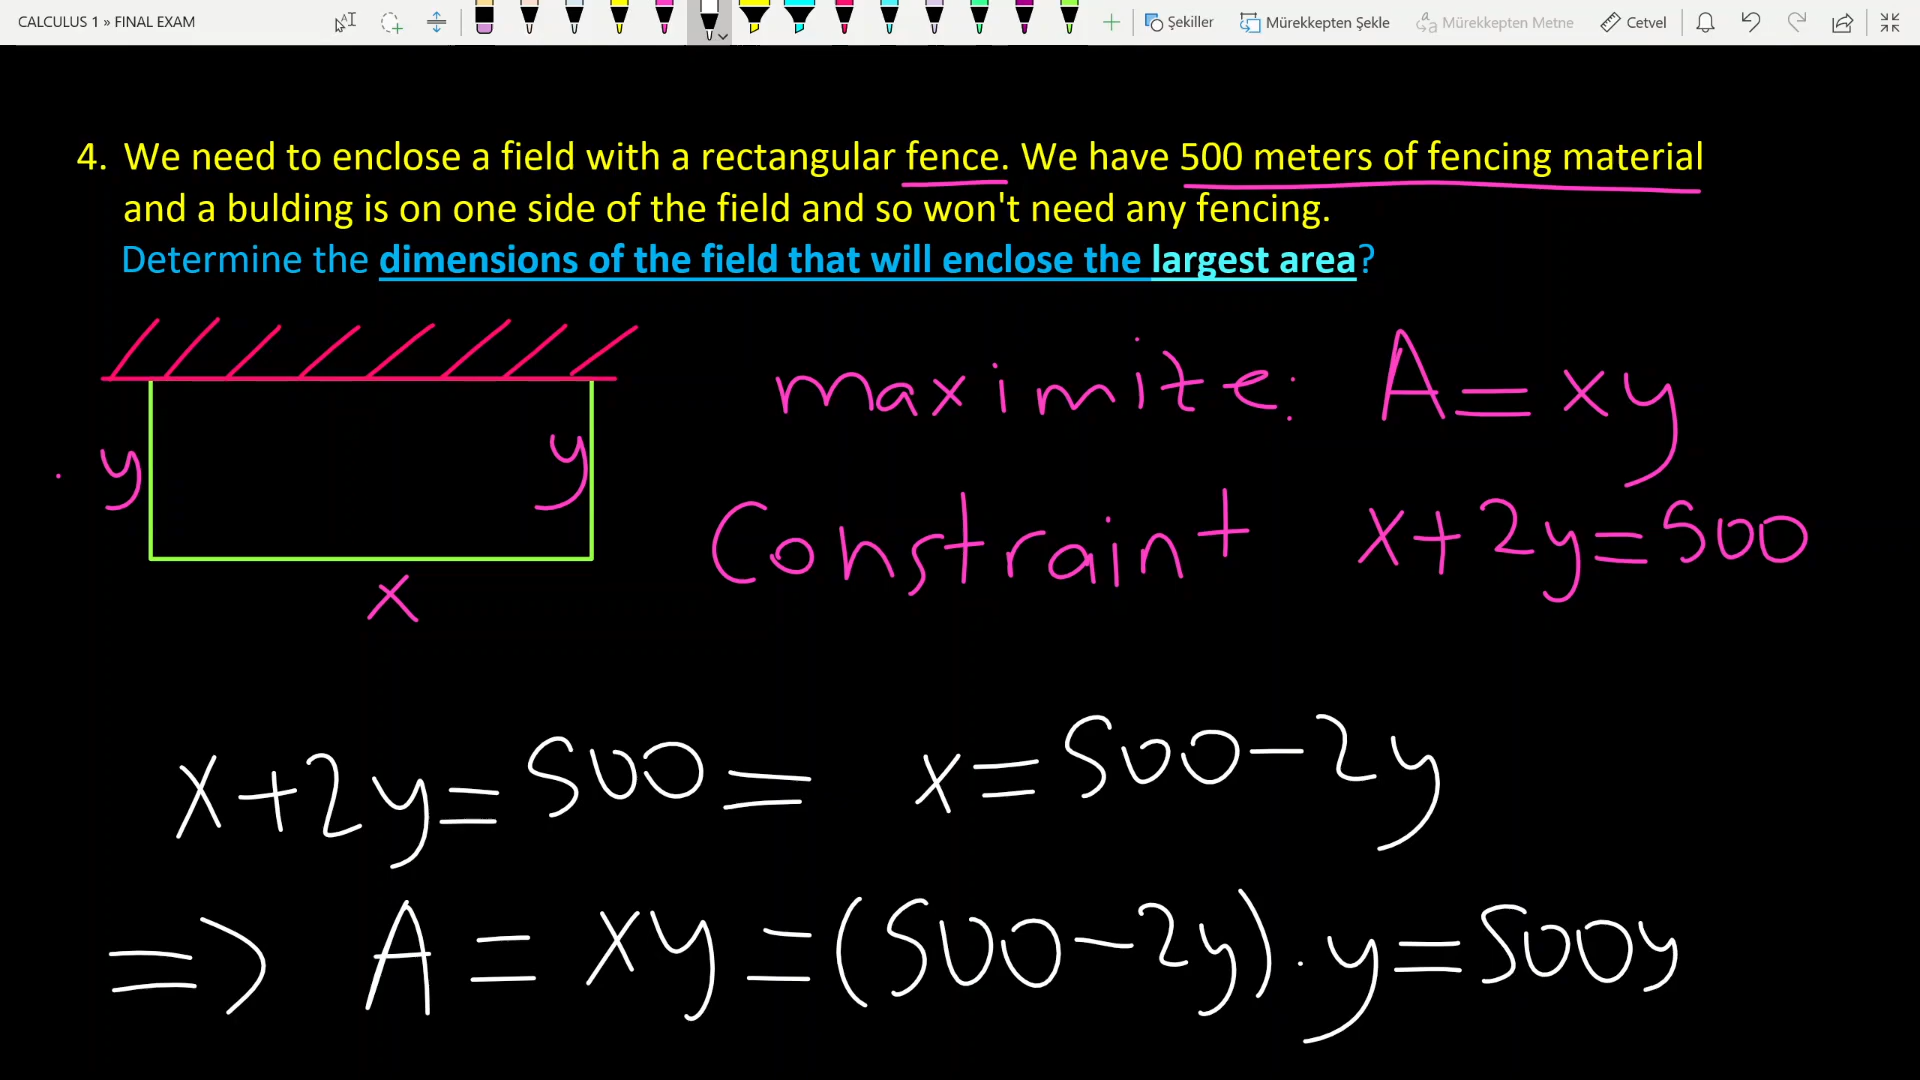 CALCULUS 1 » FINAL EXAM
Şekiller
Mürekkepten Şekle
Mürekkepten Metne
Cetvel
4. We need to enclose a field with a rectangular fence. We have 500 meters of fencing material
and a bulding is on one side of the field and so won't need any fencing.
Determine the dimensions of the field that will enclose the largest area?
maximize: A = xy
y
y
Constraint x+2y=500
x
x+2y=500= x=500-2y
=> A = xy =(500-2y).y=500y